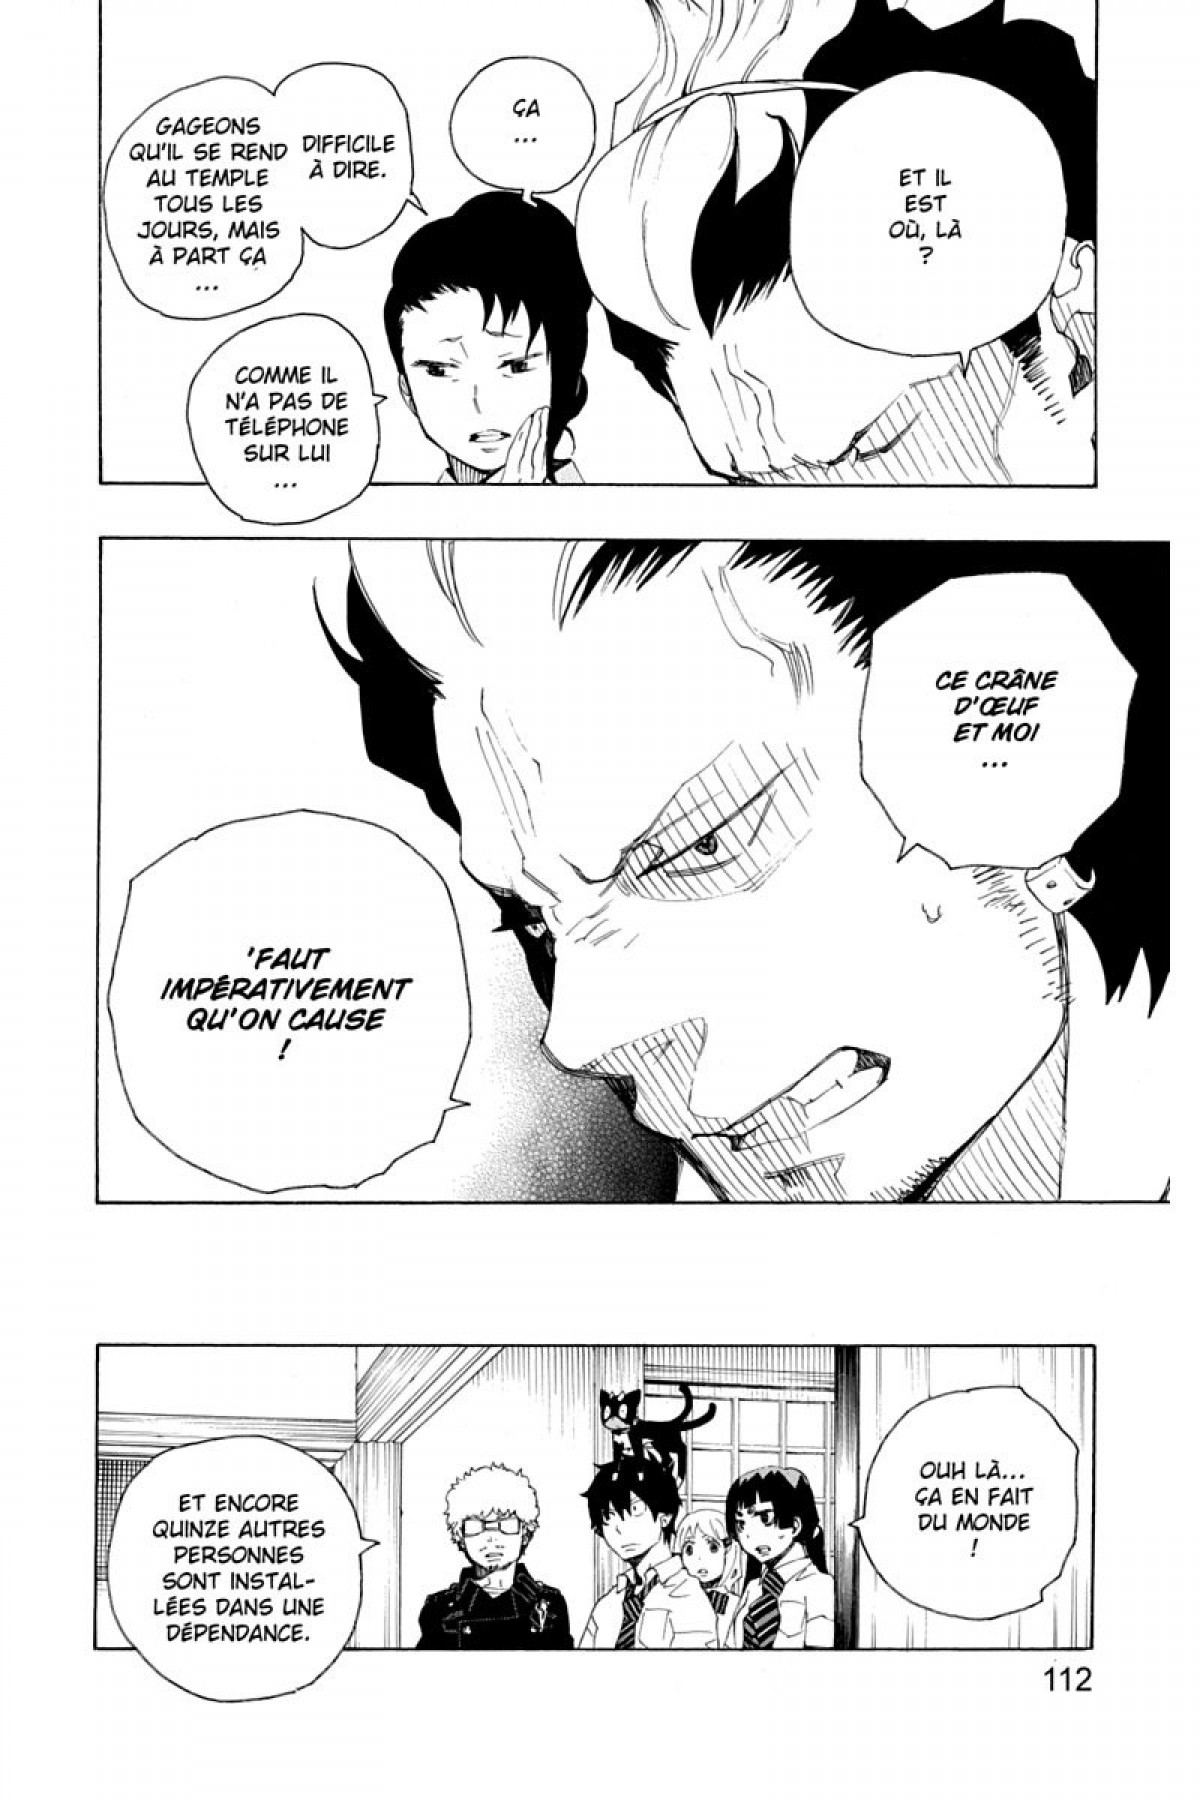 ET IL
EST
OÙ, LÀ
?
ÇA
...
DIFFICILE
À DIRE.
GAGEONS
QU'IL SE REND
AU TEMPLE
TOUS LES
JOURS, MAIS
À PART ÇA
...
COMME IL
N'A PAS DE
TÉLÉPHONE
SUR LUI
...
CE CRÂNE
D'ŒUF
ET MOI
...
'FAUT
IMPÉRATIVEMENT
QU'ON CAUSE
!
OUH LÀ...
ÇA EN FAIT
DU MONDE
!
ET ENCORE
QUINZE AUTRES
PERSONNES
SONT INSTAL-
LÉES DANS UNE
DÉPENDANCE.
112